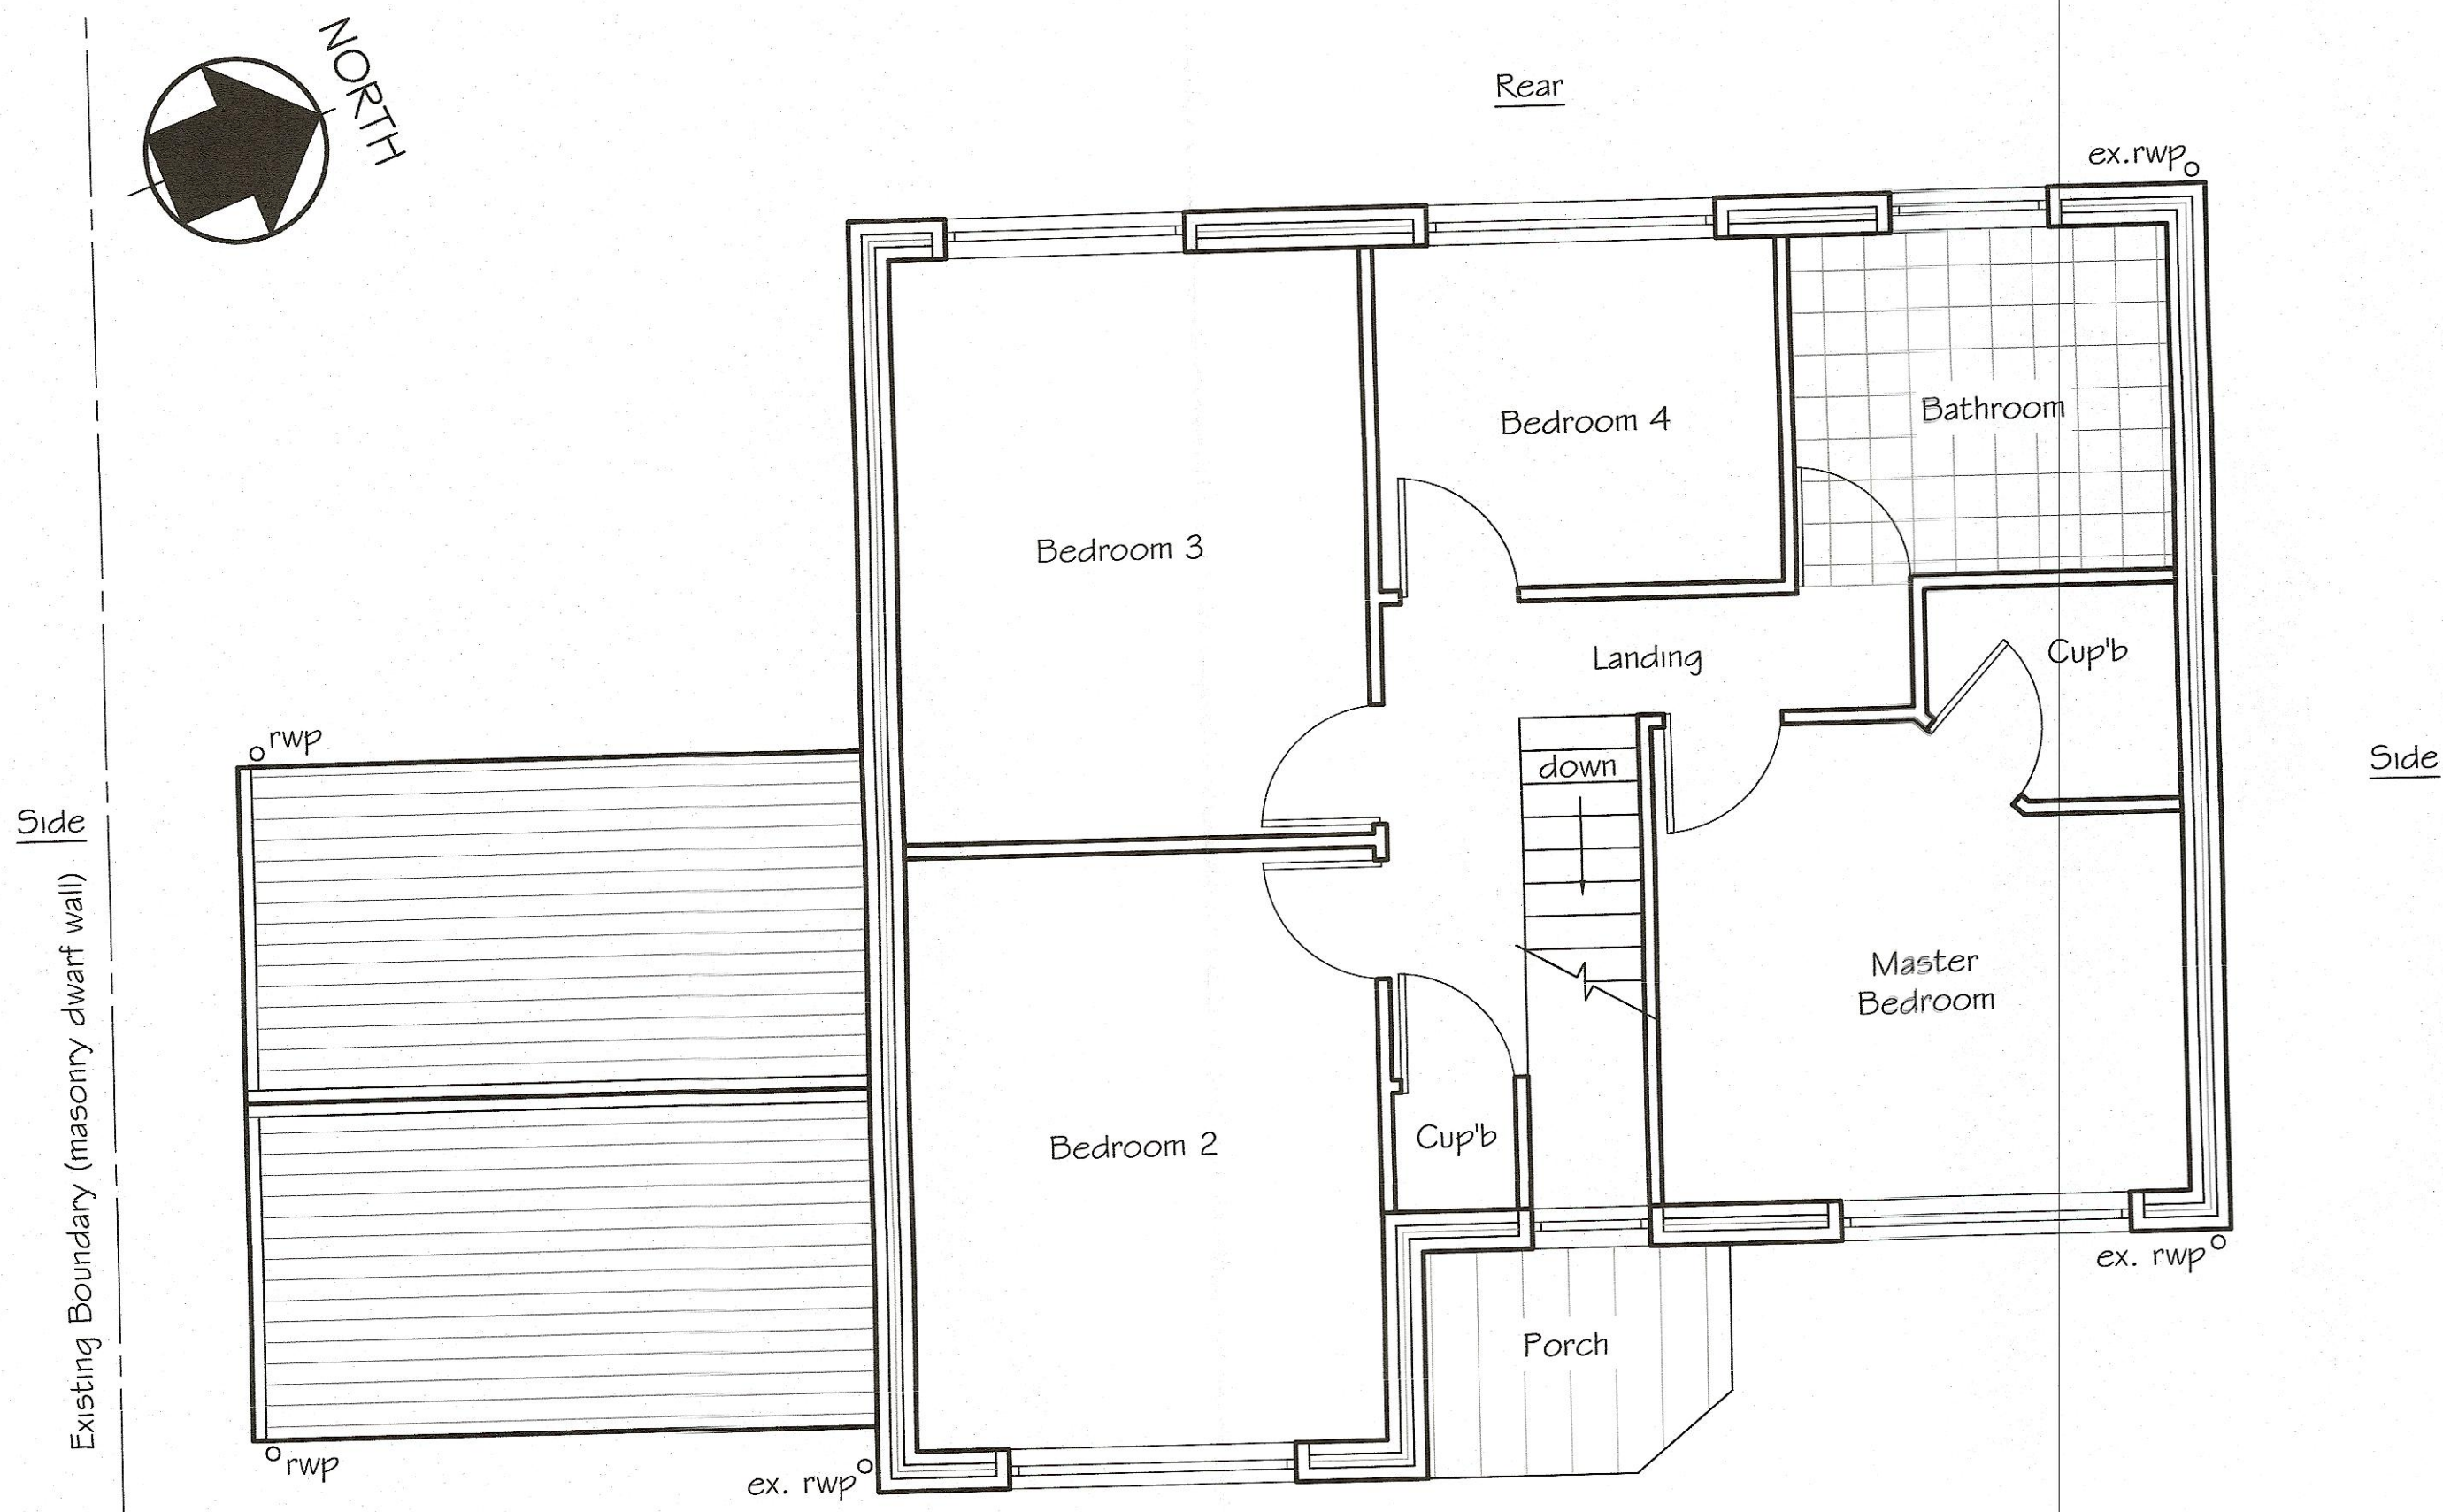 NORTH
Rear
ex.rwp
Bedroom 4
Bathroom
Bedroom 3
Landing
Cup'b
rwp
down
Side
Side
Existing Boundary (masonry dwarf wall)
Master
Bedroom
Bedroom 2
Cup'b
ex. rwp
Porch
rwp
ex. rwp